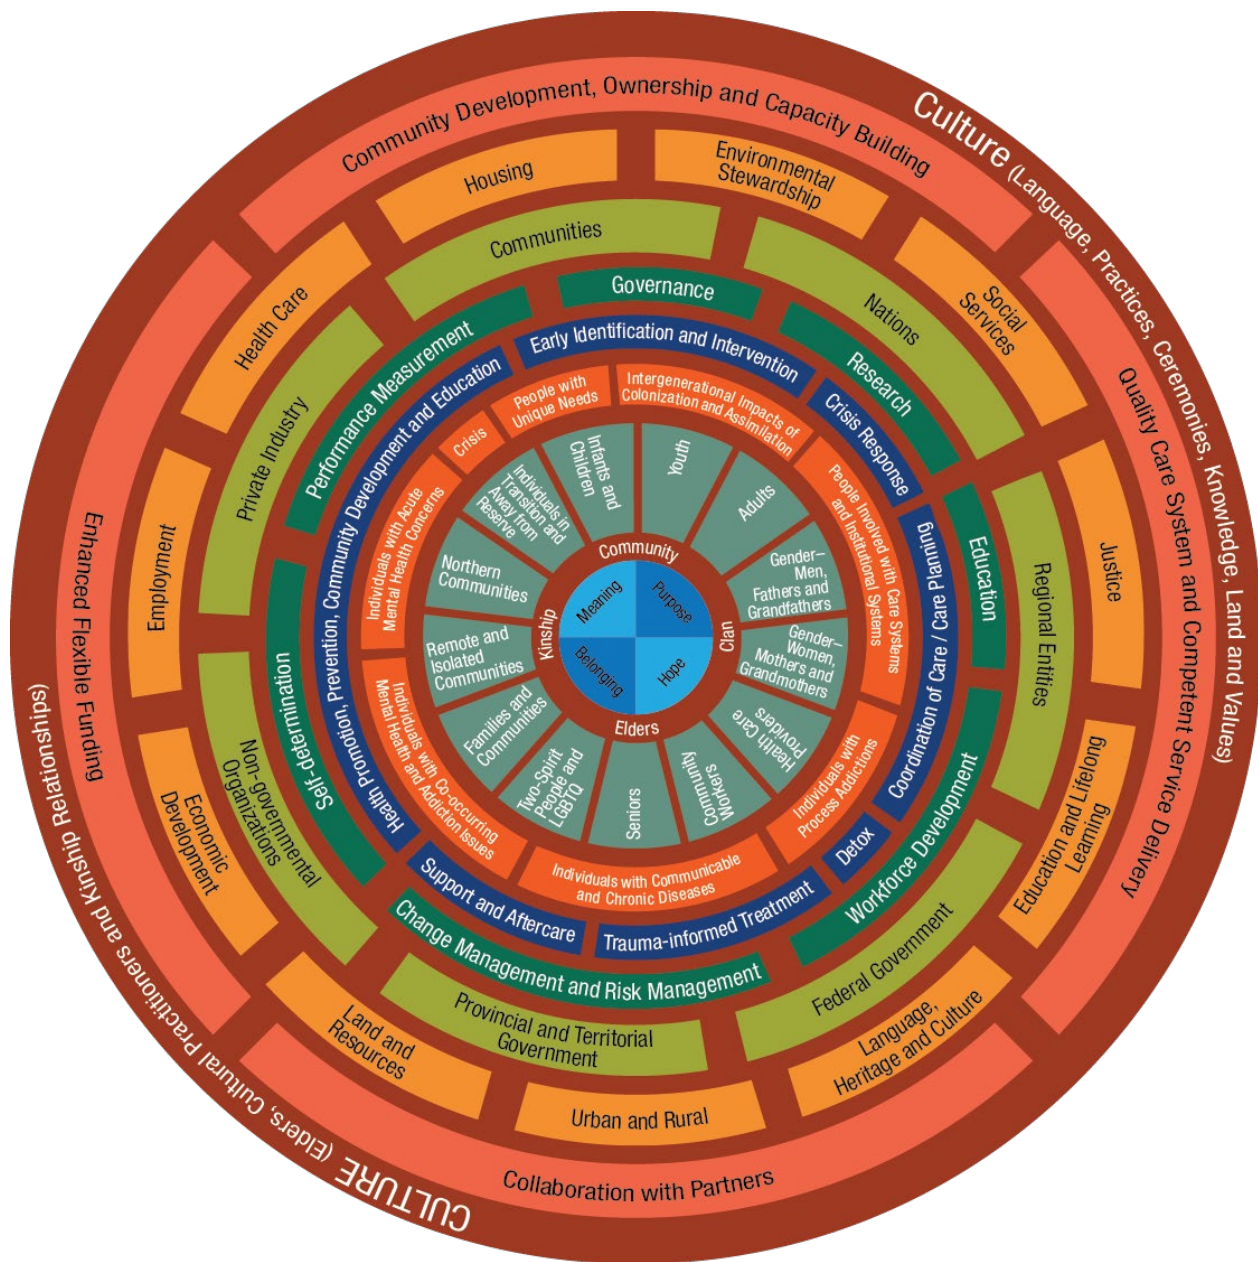 Culture (Language, Practices, Ceremonies, Knowledge, Land and Values)
CULTURE (Elders, Cultural Practitioners and Kinship Relationships)
Community Development, Ownership and Capacity Building
Quality Care System and Competent Service Delivery
Collaboration with Partners
Enhanced Flexible Funding
Environmental
Stewardship
Social
Services
Justice
Education and Lifelong
Learning
Language,
Heritage and Culture
Urban and Rural
Land and
Resources
Economic
Development
Employment
Health Care
Housing
Communities
Nations
Regional Entities
Federal Government
Provincial and Territorial
Government
Non-governmental
Organizations
Private Industry
Governance
Research
Education
Workforce Development
Change Management and Risk Management
Self-determination
Performance Measurement
Early Identification and Intervention
Crisis Response
Coordination of Care / Care Planning
Detox
Trauma-informed Treatment
Support and Aftercare
Health Promotion, Prevention, Community Development and Education
People with
Unique Needs
Intergenerational Impacts of
Colonization and Assimilation
People Involved with Care Systems
and Institutional Systems
Individuals with
Process Addictions
Individuals with Communicable
and Chronic Diseases
Individuals with Co-occurring
Mental Health and Addiction Issues
Individuals with Acute
Mental Health Concerns
Crisis
Infants and
Children
Youth
Adults
Gender–
Men,
Fathers and
Grandfathers
Gender–
Women,
Mothers and
Grandmothers
Health Care
Providers
Community
Workers
Seniors
Two-Spirit
People and
LGBTQ
Families and
Communities
Remote and
Isolated
Communities
Northern
Communities
Individuals in
Transition and
Away from
Reserve
Community
Clan
Elders
Kinship
Meaning
Purpose
Hope
Belonging